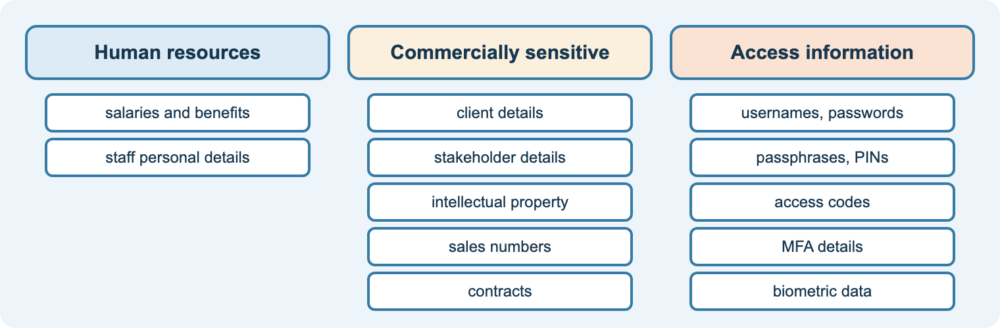 Human resources
salaries and benefits
staff personal details
Commercially sensitive
client details
stakeholder details
intellectual property
sales numbers
contracts
Access information
usernames, passwords
passphrases, PINs
access codes
MFA details
biometric data